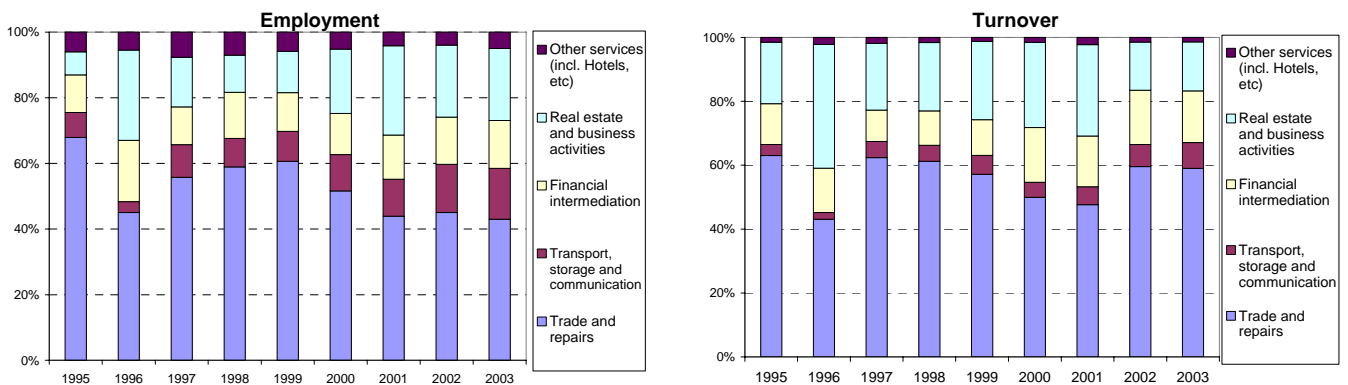 Employment
100%
80%
60%
40%
20%
0%
1995 1996 1997 1998 1999 2000 2001 2002 2003
Other services
(incl. Hotels,
etc)
Real estate
and business
activities
Financial
intermediation
Transport,
storage and
communication
Trade and
repairs
Turnover
100%
80%
60%
40%
20%
0%
1995 1996 1997 1998 1999 2000 2001 2002 2003
Other services
(incl. Hotels,
etc)
Real estate
and business
activities
Financial
intermediation
Transport,
storage and
communication
Trade and
repairs